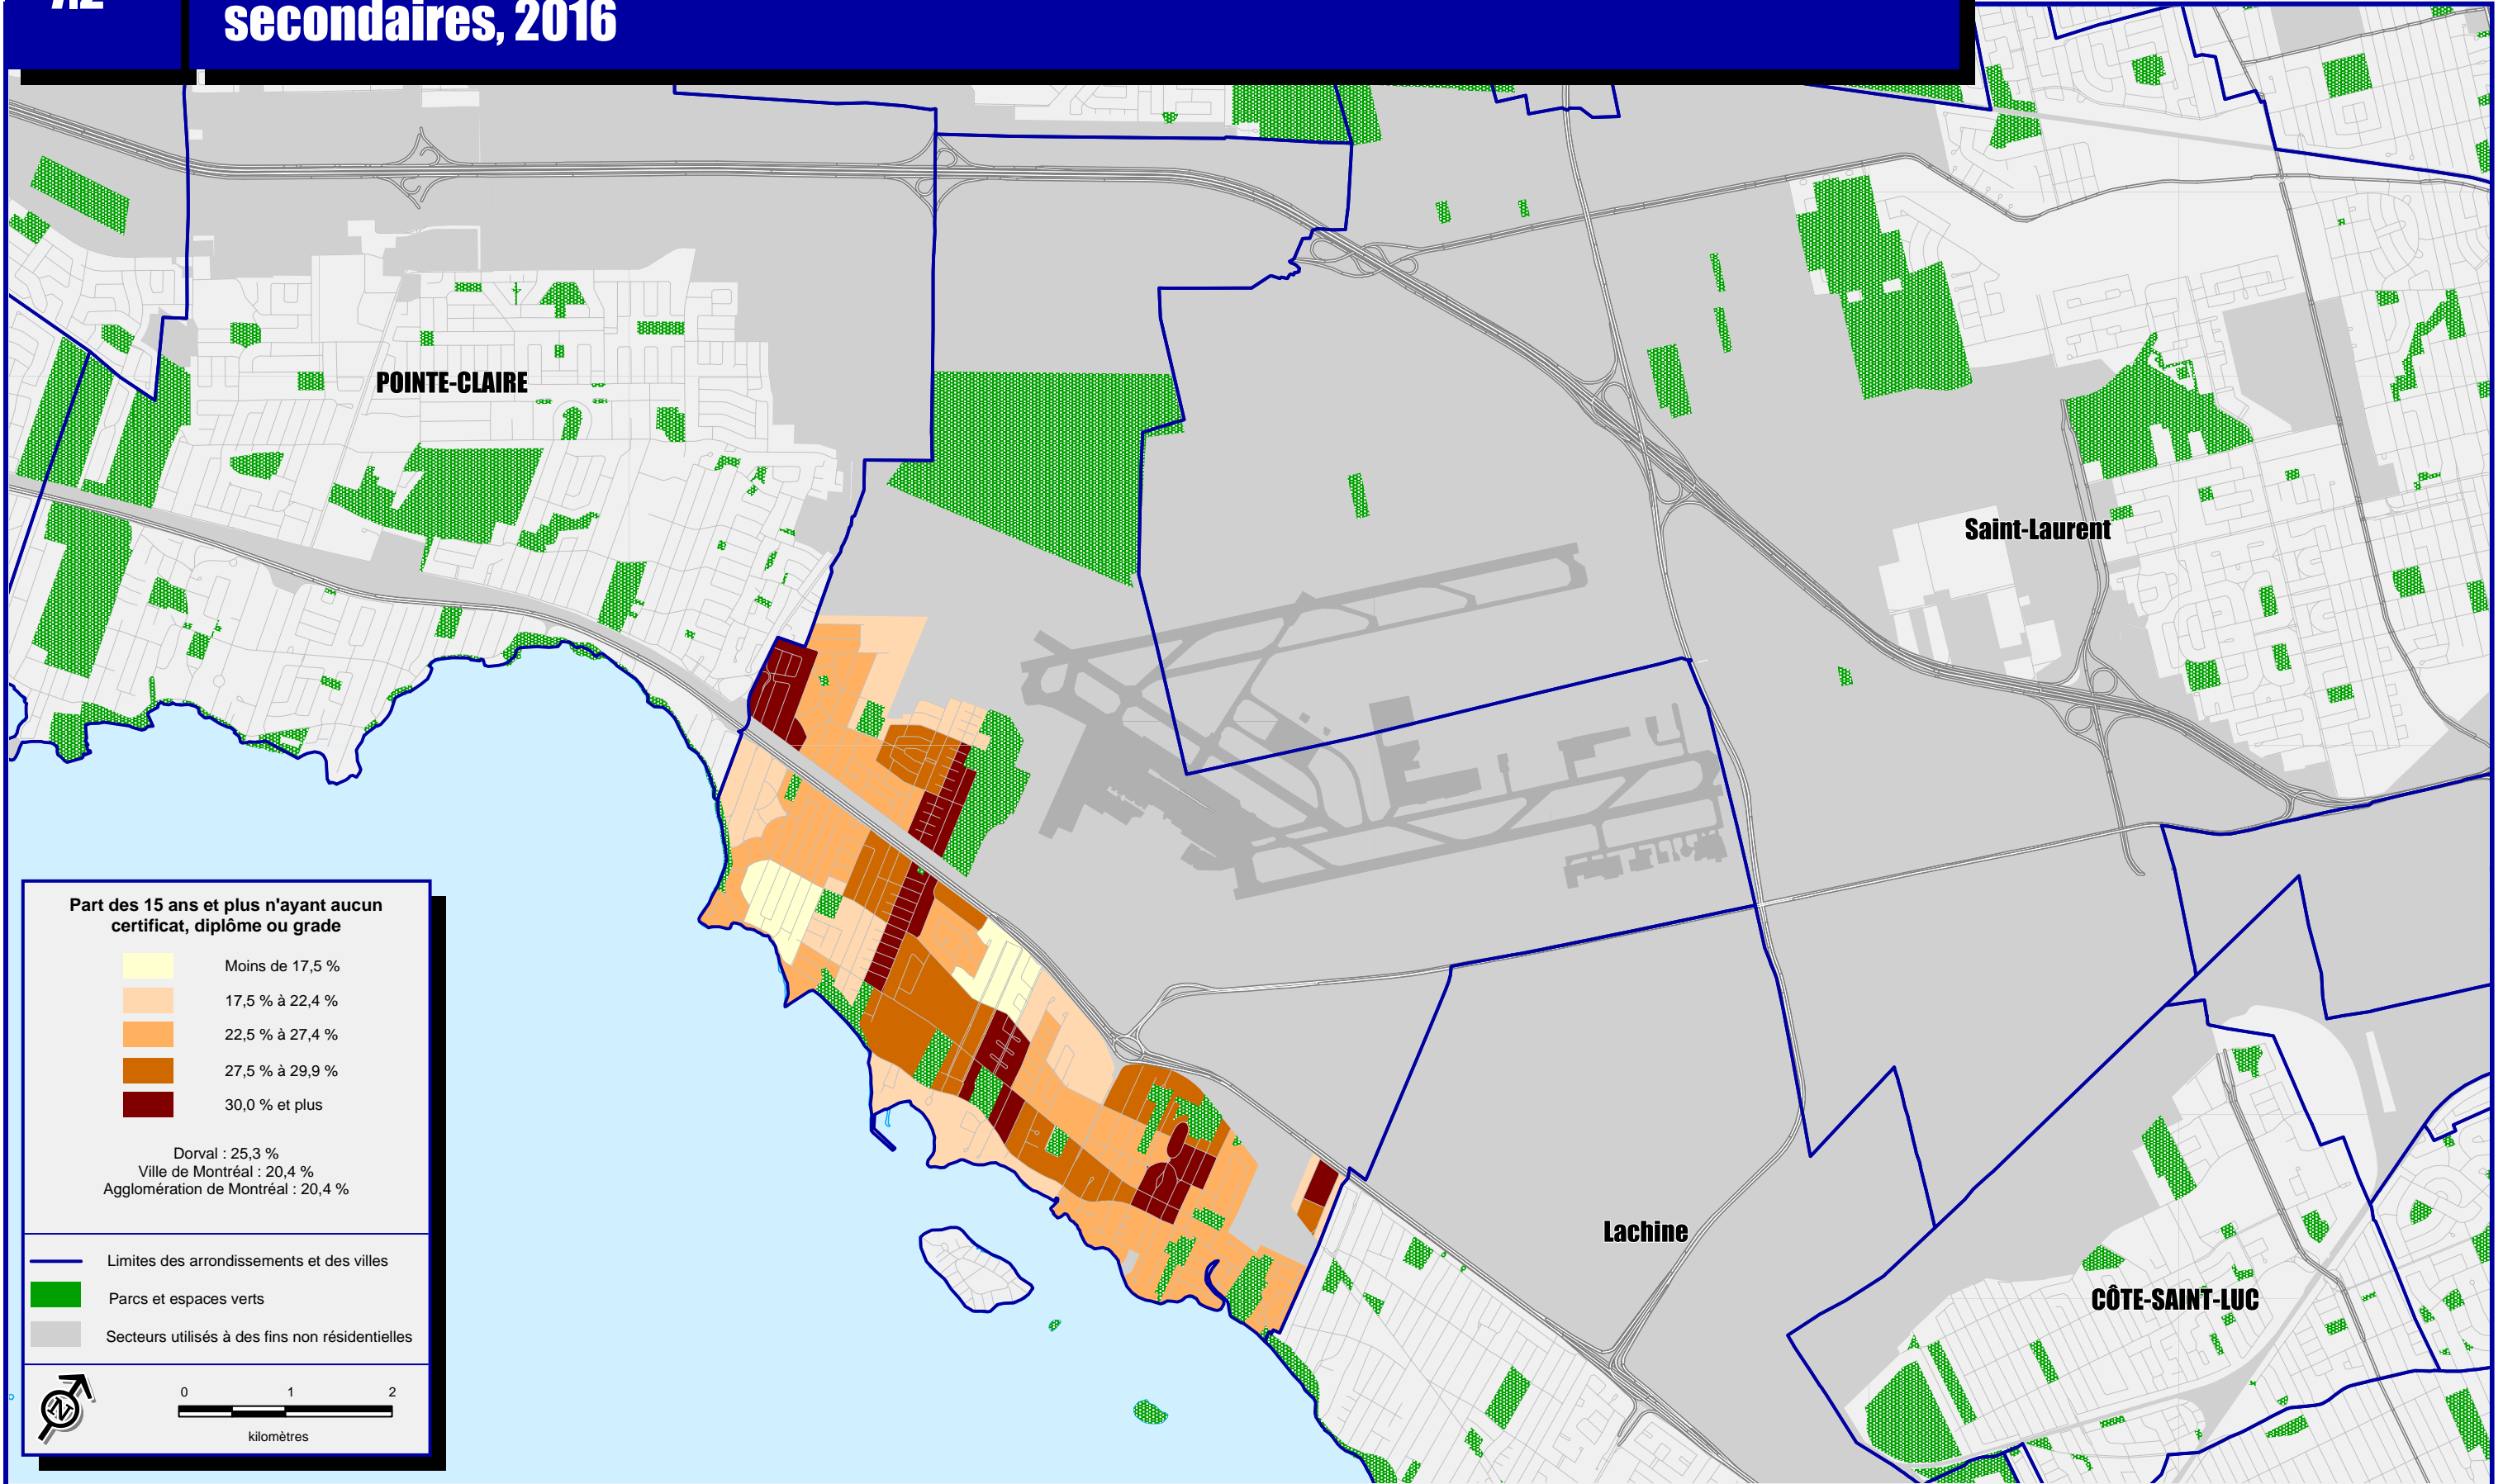 secondaires, 2016
POINTE-CLAIRE
Saint-Laurent
Lachine
CÔTE-SAINT-LUC
Part des 15 ans et plus n'ayant aucun
certificat, diplôme ou grade
Moins de 17,5 %
17,5 % à 22,4 %
22,5 % à 27,4 %
27,5 % à 29,9 %
30,0 % et plus
Dorval : 25,3 %
Ville de Montréal : 20,4 %
Agglomération de Montréal : 20,4 %
Limites des arrondissements et des villes
Parcs et espaces verts
Secteurs utilisés à des fins non résidentielles
N
0 1 2
kilomètres